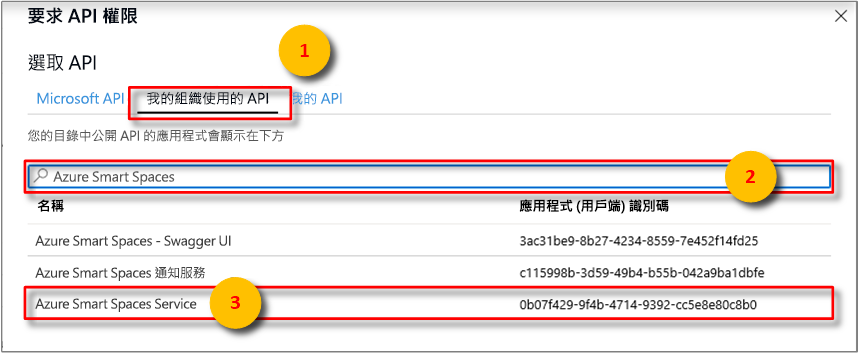 要求 API 權限
選取 API
1
Microsoft API 我的組織使用的 API 我的 API
您的目錄中公開 API 的應用程式會顯示在下方
Azure Smart Spaces 2
名稱 應用程式 (用戶端) 識別碼
Azure Smart Spaces - Swagger UI 3ac31be9-8b27-4234-8559-7e452f14fd25
Azure Smart Spaces 通知服務 c115998b-3d59-49b4-b55b-042a9ba1dbfe
Azure Smart Spaces Service 3 0b07f429-9f4b-4714-9392-cc5e8e80c8b0